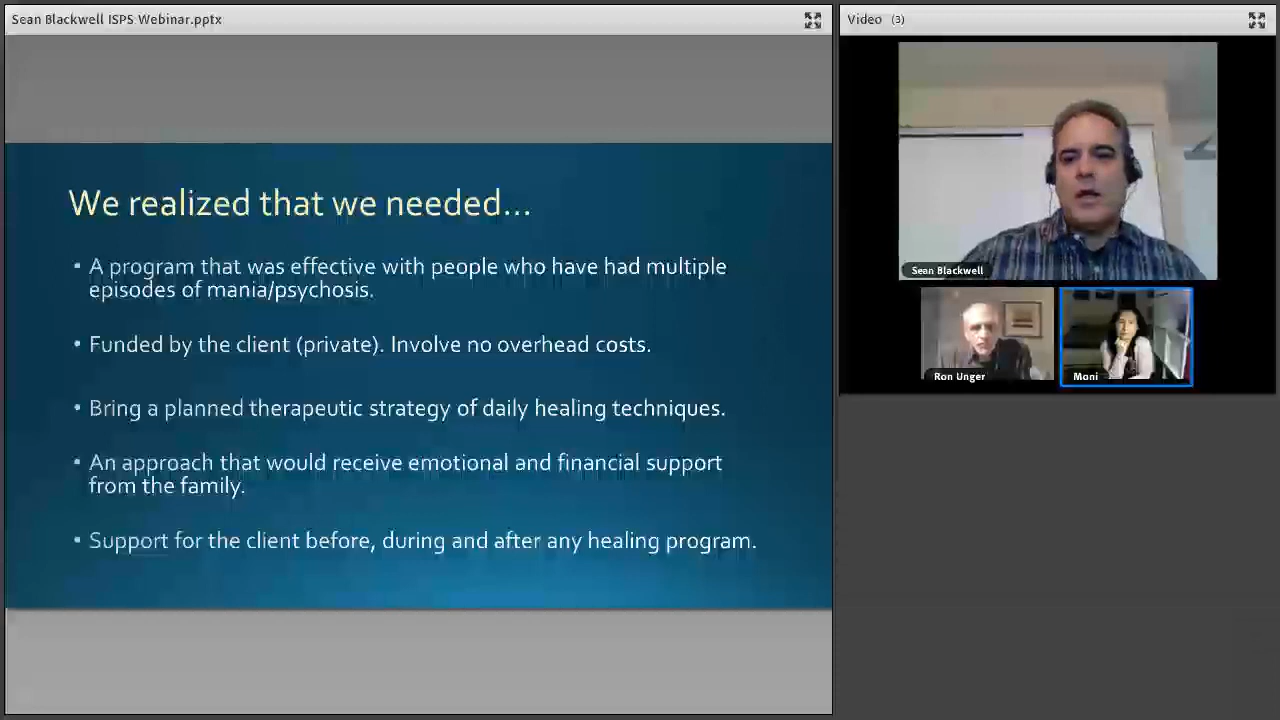 Sean Blackwell ISPS Webinar.pptx
Video (3)
We realized that we needed...
• A program that was effective with people who have had multiple
episodes of mania/psychosis.
• Funded by the client (private). Involve no overhead costs.
• Bring a planned therapeutic strategy of daily healing techniques.
• An approach that would receive emotional and financial support
from the family.
• Support for the client before, during and after any healing program.
Sean Blackwell
Ron Unger
Moni